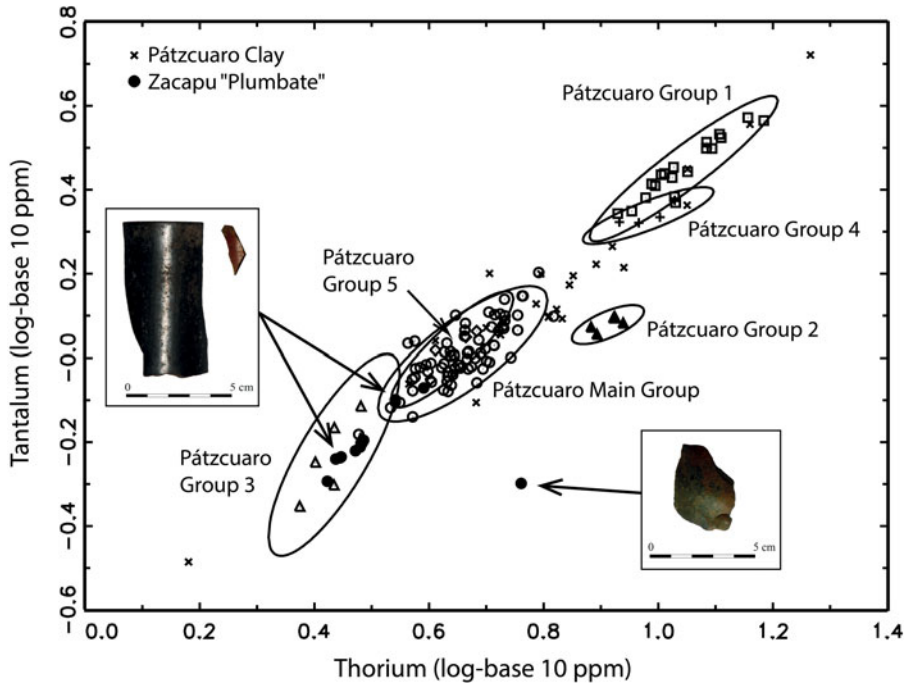 × Pátzcuaro Clay
● Zacapu "Plumbate"
Pátzcuaro Group 1
Pátzcuaro Group 4
Pátzcuaro
Group 5
Pátzcuaro Group 2
Pátzcuaro Main Group
Pátzcuaro
Group 3
0 5 cm
0 5 cm
Tantalum (log-base 10 ppm)
0.8
0.6
0.4
0.2
-0.0
-0.2
-0.4
-0.6
0.0 0.2 0.4 0.6 0.8 1.0 1.2 1.4
Thorium (log-base 10 ppm)